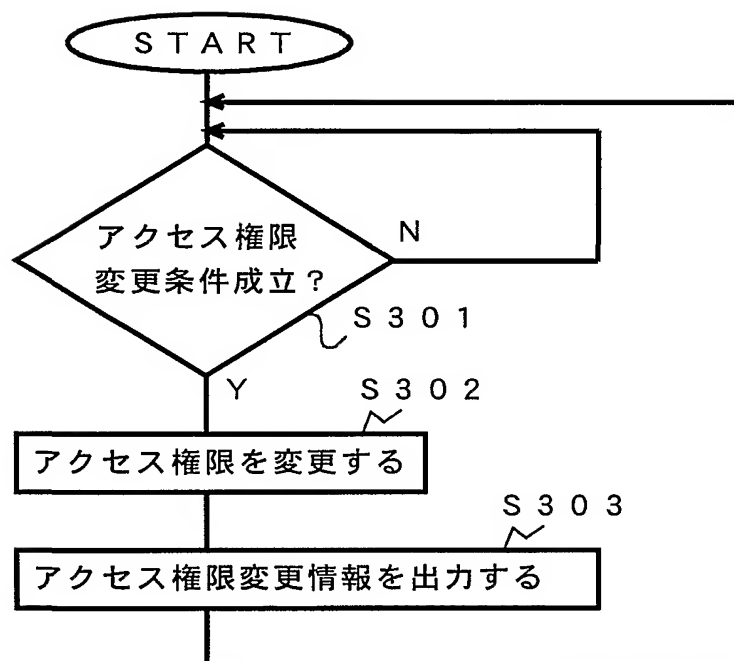 ＳＴＡＲＴ
アクセス権限
変更条件成立？
Ｎ
Ｓ３０１
Ｙ
Ｓ３０２
アクセス権限を変更する
Ｓ３０３
アクセス権限変更情報を出力する